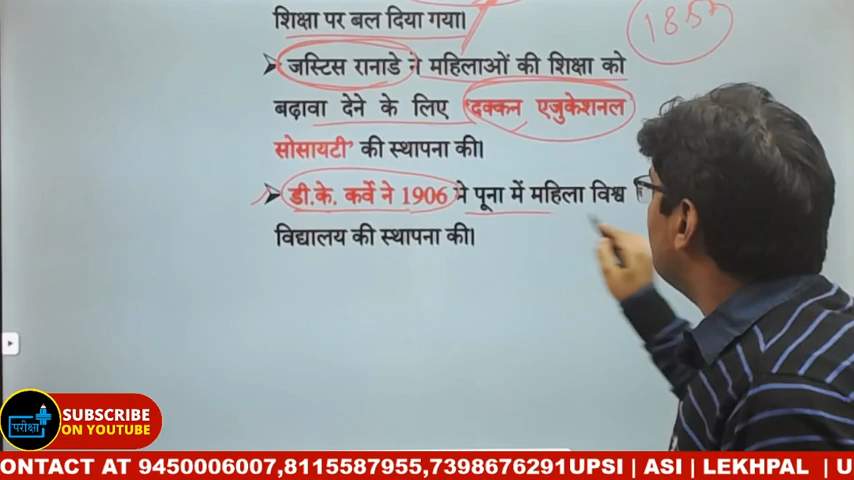 शिक्षा पर बल दिया गया।
1853
➤ जस्टिस रानाडे ने महिलाओं की शिक्षा को
बढ़ावा देने के लिए 'दक्कन एजुकेशनल
सोसायटी' की स्थापना की।
➤ डी.के. कर्वे ने 1906 मे पूना में महिला विश्व
विद्यालय की स्थापना की।
परीक्षा
SUBSCRIBE
ON YOUTUBE
ONTACT AT 9450006007,8115587955,7398676291UPSI | ASI | LEKHPAL | U